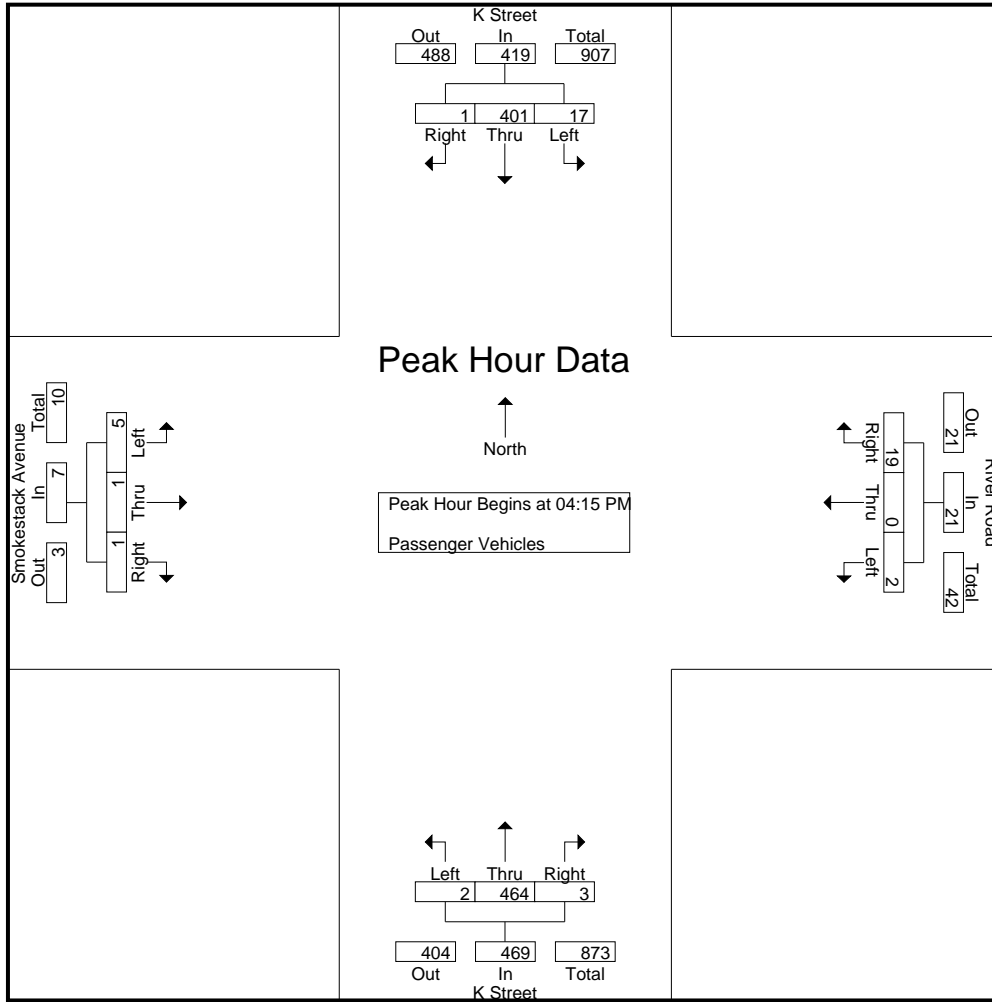 K Street
Out In Total
488 419 907
1 401 17
Right Thru Left
Peak Hour Data
North
Peak Hour Begins at 04:15 PM
Passenger Vehicles
Smokestack Avenue
Out In Total
3 7 10
Left Thru Right
5 1 1
River Road
Out In Total
21 21 42
Right Thru Left
19 0 2
Left Thru Right
2 464 3
404 469 873
Out In Total
K Street